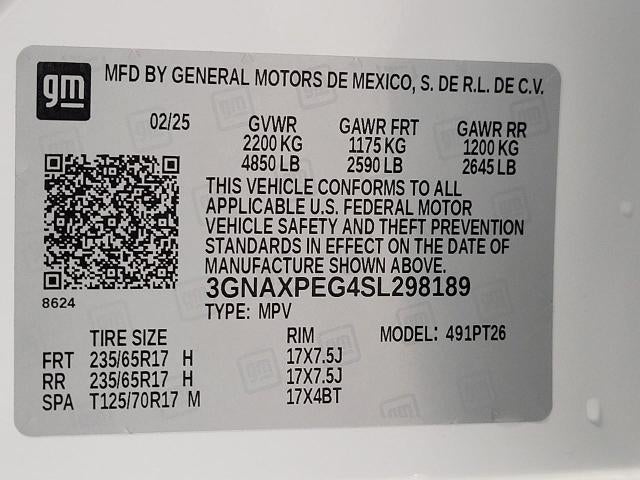 gm
MFD BY GENERAL MOTORS DE MEXICO, S. DE R.L. DE C.V.
02/25 GVWR GAWR FRT GAWR RR
2200 KG 1175 KG 1200 KG
4850 LB 2590 LB 2645 LB
THIS VEHICLE CONFORMS TO ALL
APPLICABLE U.S. FEDERAL MOTOR
VEHICLE SAFETY AND THEFT PREVENTION
STANDARDS IN EFFECT ON THE DATE OF
MANUFACTURE SHOWN ABOVE.
3GNAXPEG4SL298189
8624 TYPE: MPV
TIRE SIZE RIM MODEL: 491PT26
FRT 235/65R17 H 17X7.5J
RR 235/65R17 H 17X7.5J
SPA T125/70R17 M 17X4BT